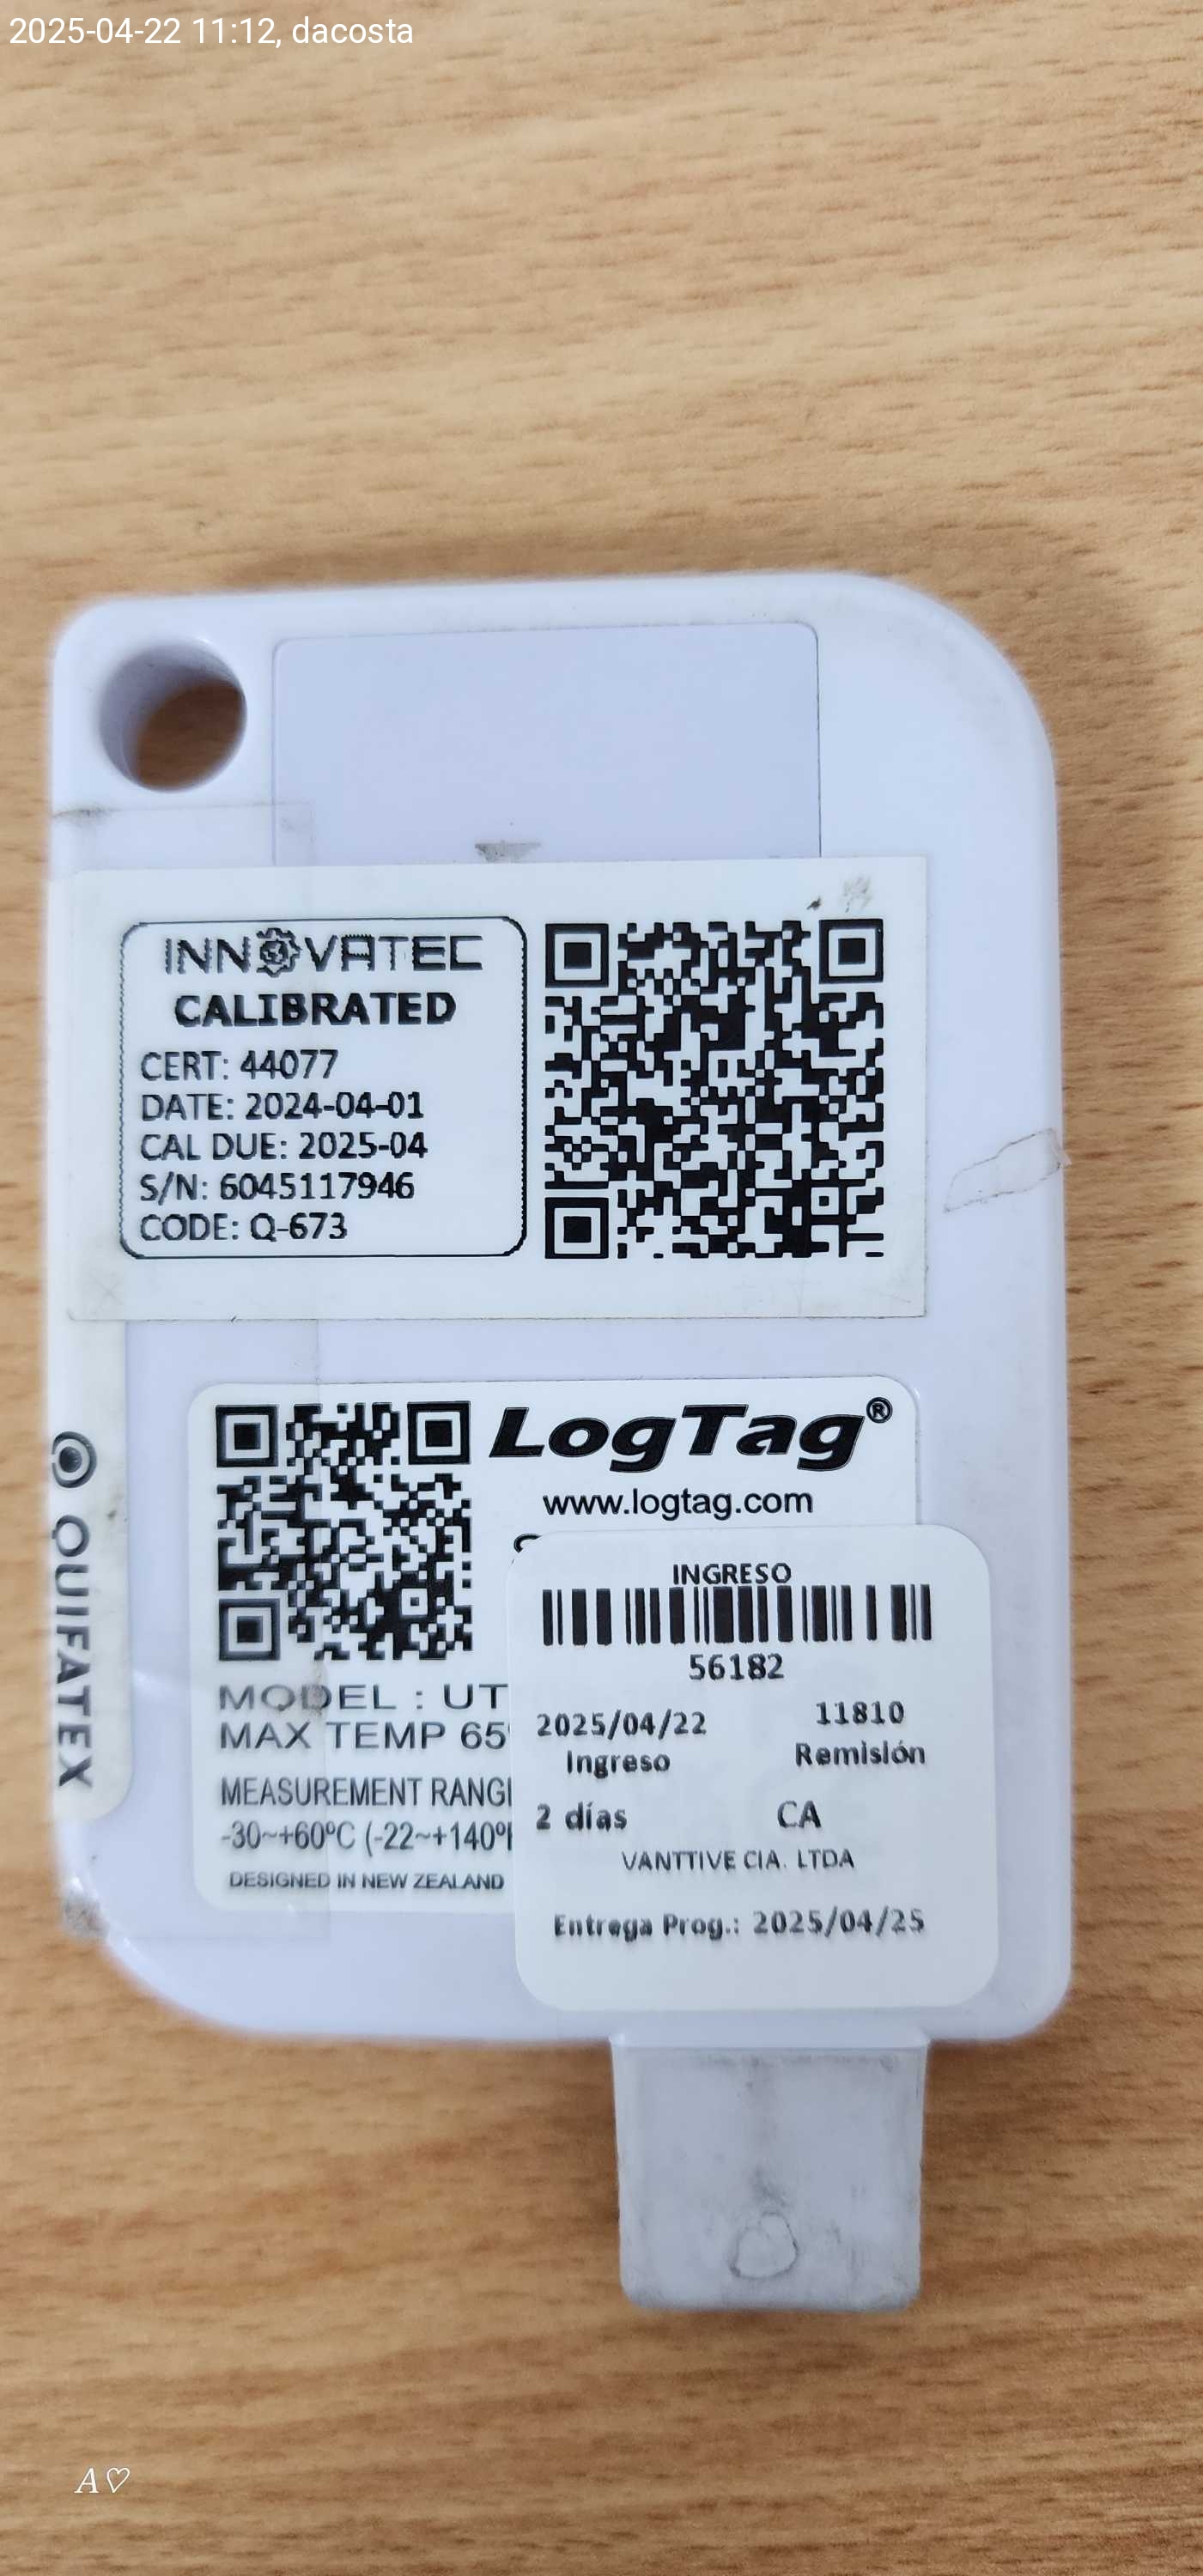 2025-04-22 11:12, dacosta
INNOVATEC
CALIBRATED
CERT: 44077
DATE: 2024-04-01
CAL DUE: 2025-04
S/N: 6045117946
CODE: Q-673
QUIFATEX
LogTag®
www.logtag.com
MODEL : UT
MAX TEMP 65°
MEASUREMENT RANGE
-30~+60ºC (-22~+140º
DESIGNED IN NEW ZEALAND
INGRESO
56182
2025/04/22 11810
Ingreso Remisión
2 días CA
VANTTIVE CIA. LTDA
Entrega Prog.: 2025/04/25
A♡